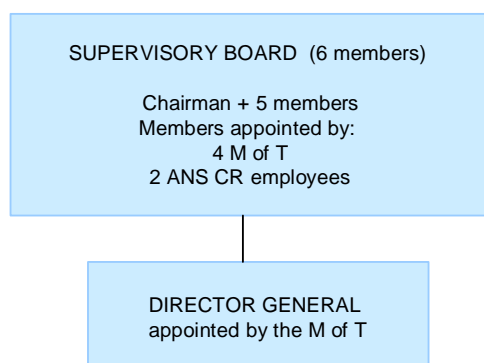 SUPERVISORY BOARD (6 members)
Chairman + 5 members
Members appointed by:
4 M of T
2 ANS CR employees
DIRECTOR GENERAL
appointed by the M of T